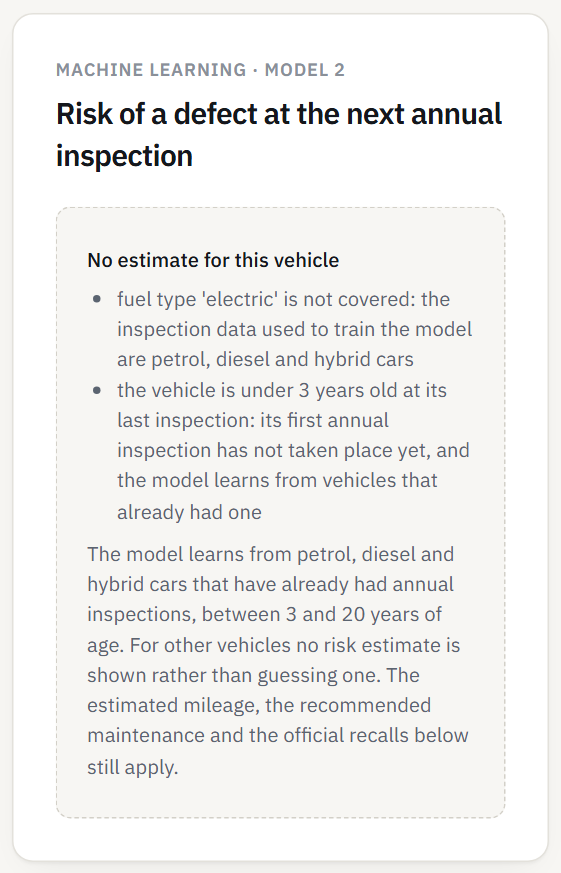 MACHINE LEARNING · MODEL 2
Risk of a defect at the next annual
inspection
No estimate for this vehicle
• fuel type 'electric' is not covered: the
inspection data used to train the model
are petrol, diesel and hybrid cars
• the vehicle is under 3 years old at its
last inspection: its first annual
inspection has not taken place yet, and
the model learns from vehicles that
already had one
The model learns from petrol, diesel and
hybrid cars that have already had annual
inspections, between 3 and 20 years of
age. For other vehicles no risk estimate is
shown rather than guessing one. The
estimated mileage, the recommended
maintenance and the official recalls below
still apply.